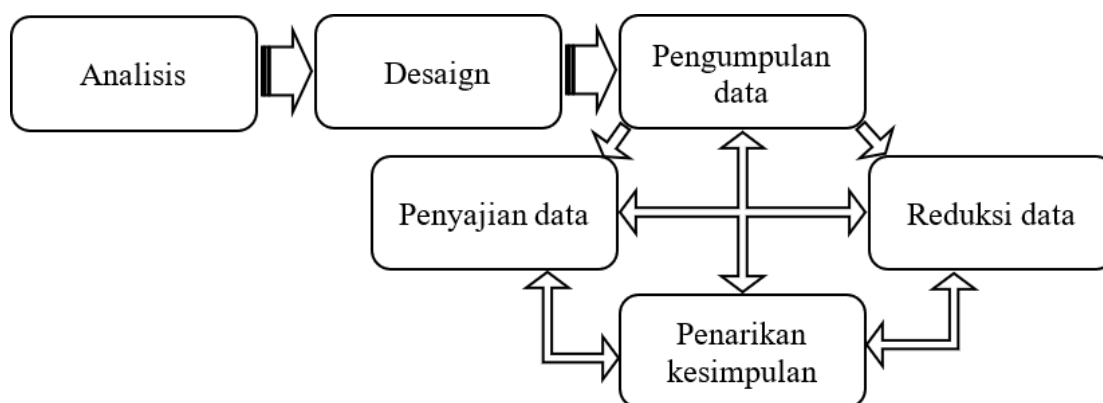 Analisis
Desaign
Pengumpulan
data
Penyajian data
Reduksi data
Penarikan
kesimpulan